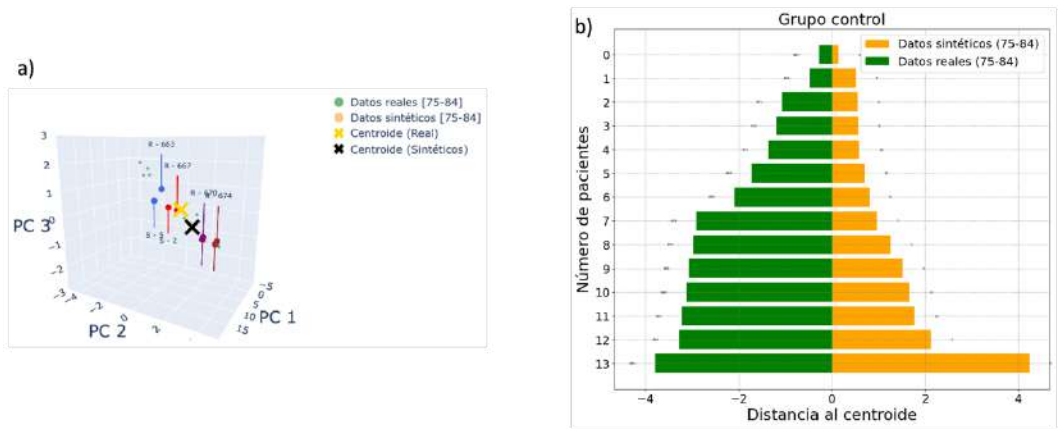 a)
Datos reales [75-84]
Datos sintéticos [75-84]
Centroide (Real)
Centroide (Sintéticos)
R - 663
R - 667
R - 670
674
S - 2
3
2
1
0
−1
−2
PC 3
−3
−4
−2
0
2
PC 2
−5
0
5
10
15
PC 1
b)
Grupo control
Datos sintéticos (75-84)
Datos reales (75-84)
Número de pacientes
0
1
2
3
4
5
6
7
8
9
10
11
12
13
−4
−2
0
2
4
Distancia al centroide